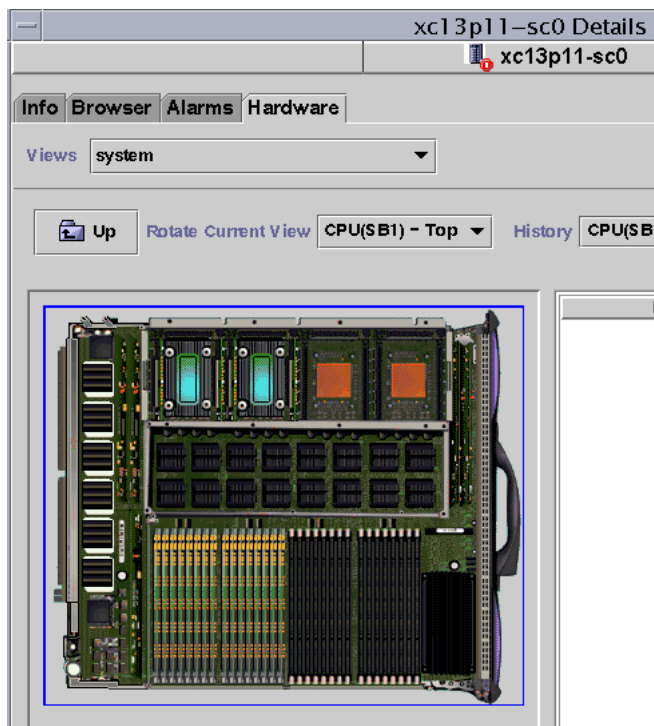 xc13p11-sc0 Details
xc13p11-sc0
Info Browser Alarms Hardware
Views system
Up Rotate Current View CPU(SB1) - Top History CPU(SB